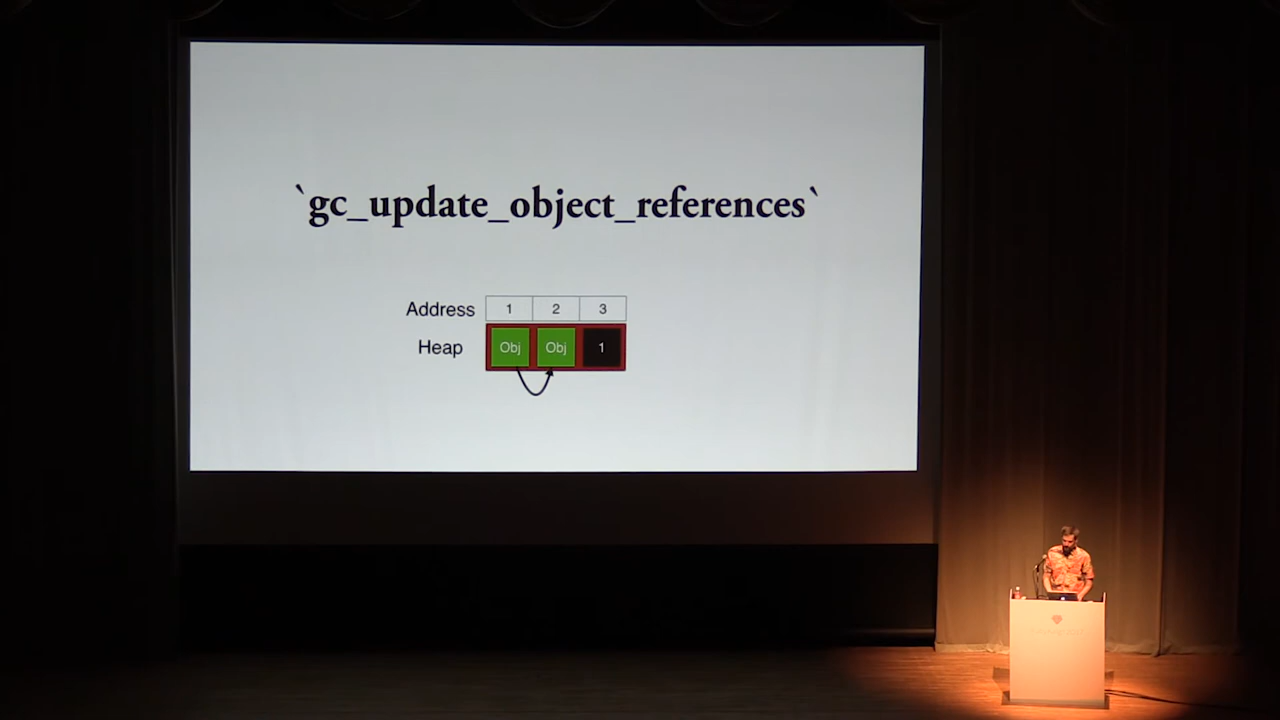 `gc_update_object_references`
Address 1 2 3
Heap Obj Obj 1